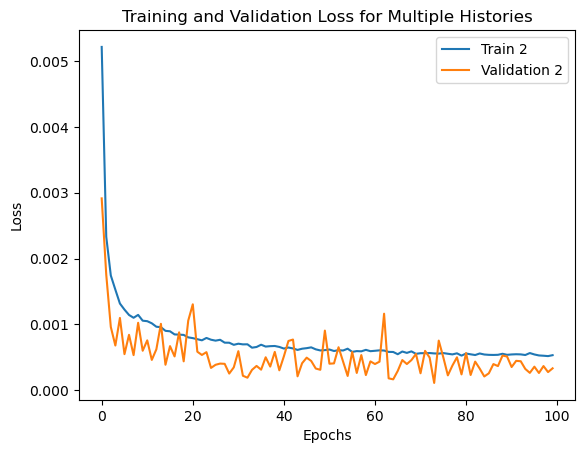 Training and Validation Loss for Multiple Histories
Train 2
Validation 2
0.005
0.004
0.003
0.002
0.001
0.000
Loss
0
20
40
60
80
100
Epochs